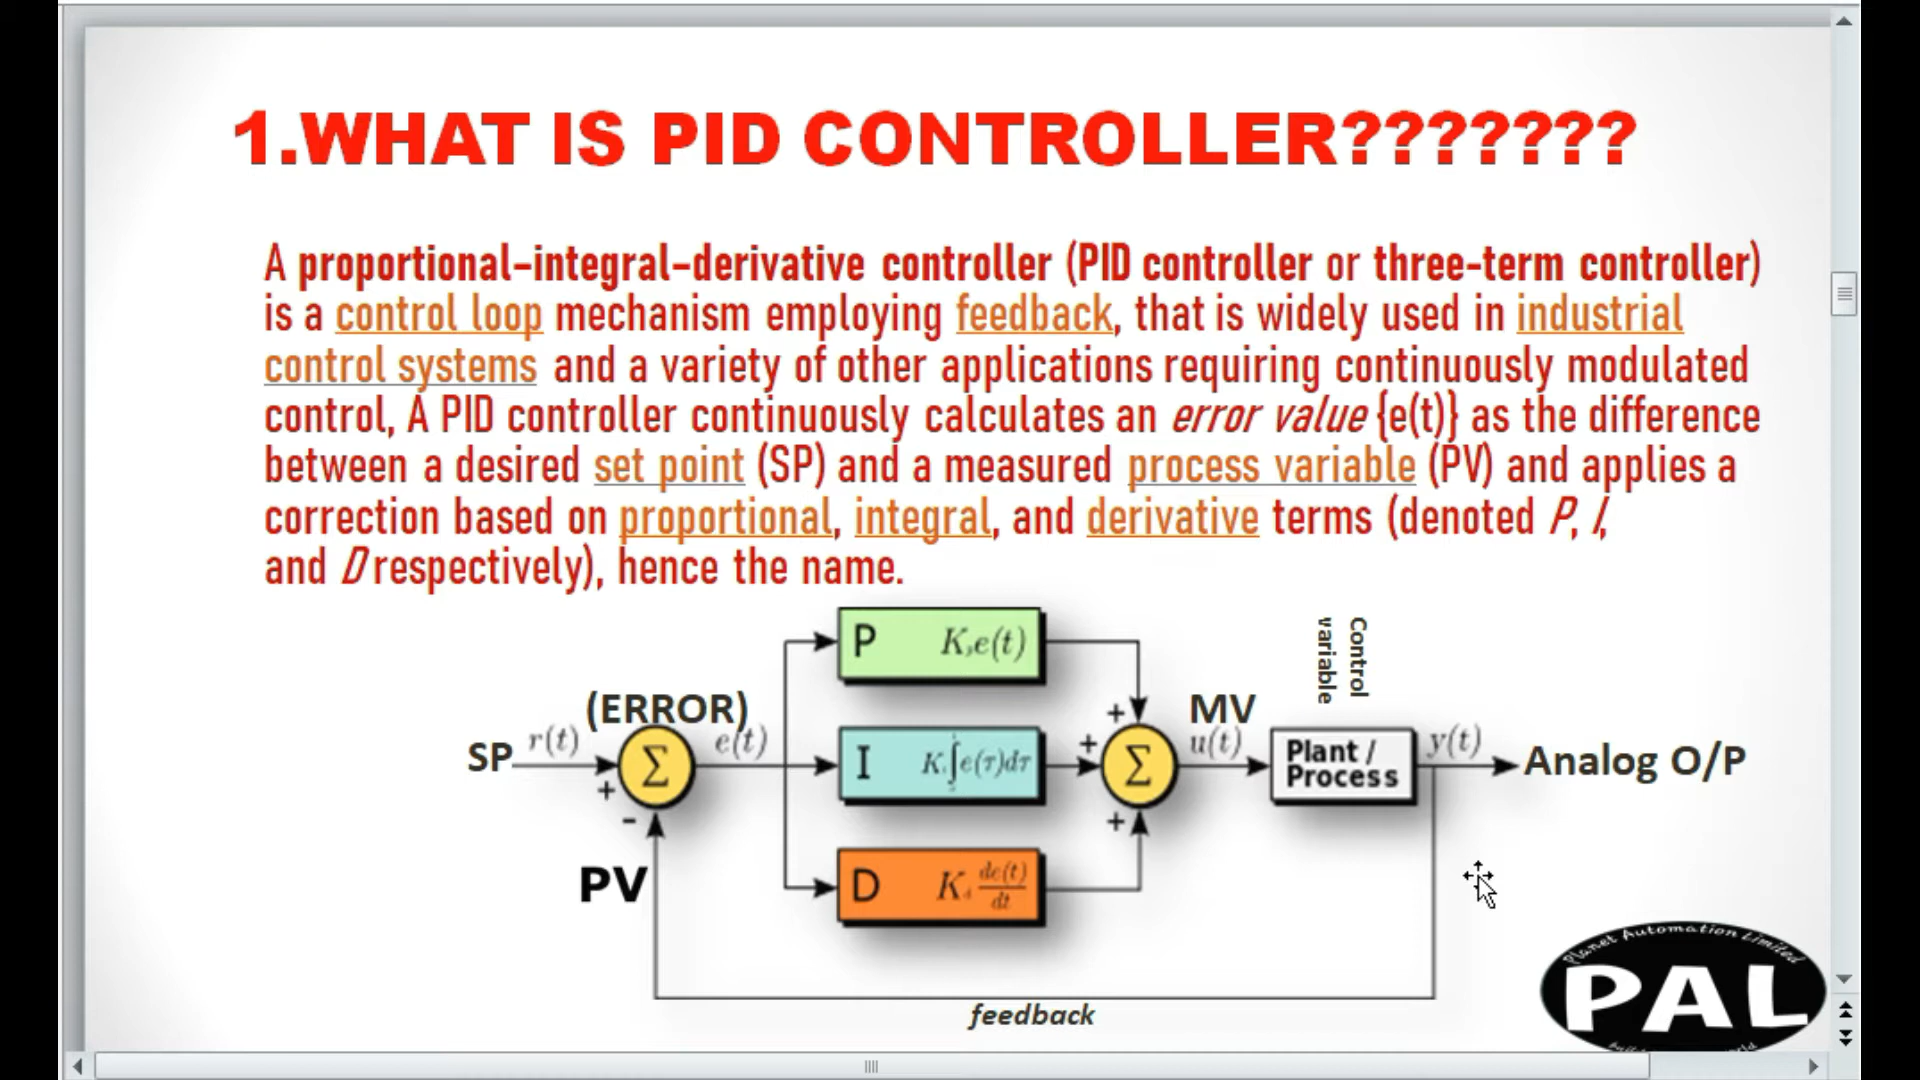 1.WHAT IS PID CONTROLLER???????
A proportional–integral–derivative controller (PID controller or three-term controller)
is a control loop mechanism employing feedback, that is widely used in industrial
control systems and a variety of other applications requiring continuously modulated
control, A PID controller continuously calculates an error value {e(t)} as the difference
between a desired set point (SP) and a measured process variable (PV) and applies a
correction based on proportional, integral, and derivative terms (denoted P, I,
and D respectively), hence the name.
P K e(t)
Control
variable
(ERROR)
MV
SP r(t)
Σ
e(t)
I K ∫ e(τ)dτ
Σ
u(t)
Plant /
Process
y(t)
Analog O/P
+
-
+
+
+
PV
D K de(t)
dt
feedback
Planet Automation Limited
PAL